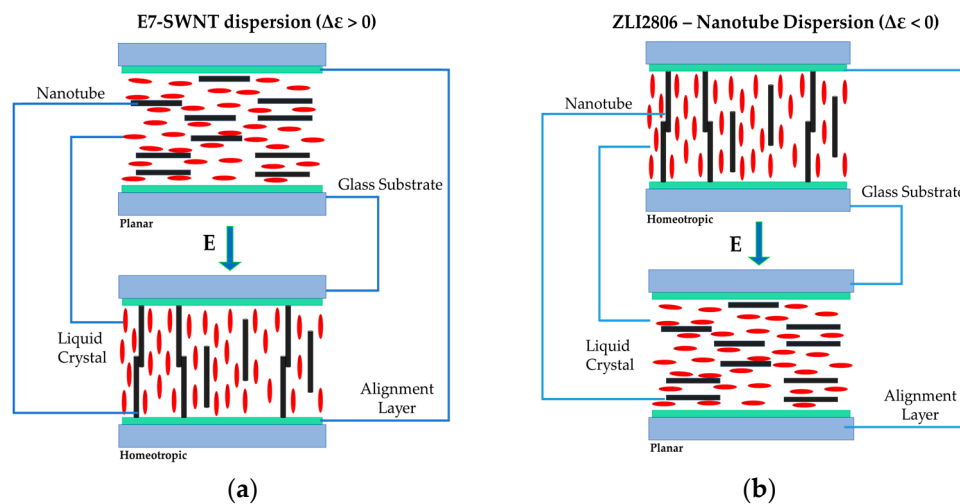 E7-SWNT dispersion (Δε > 0)
Nanotube
Glass Substrate
Planar
E
Liquid
Crystal
Alignment
Layer
Homeotropic
(a)
ZLI2806 – Nanotube Dispersion (Δε < 0)
Nanotube
Glass Substrate
Homeotropic
E
Liquid
Crystal
Alignment
Layer
Planar
(b)